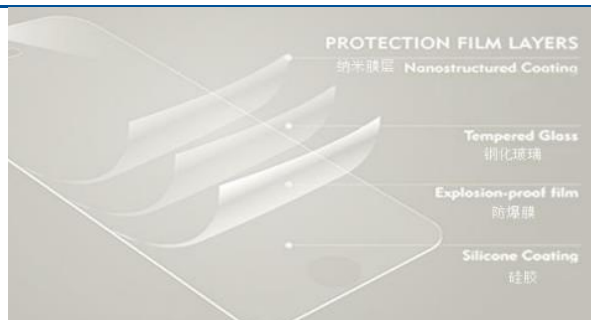 PROTECTION FILM LAYERS
纳米膜层 Nanostructured Coating
Tempered Glass
钢化玻璃
Explosion-proof film
防爆膜
Silicone Coating
硅胶